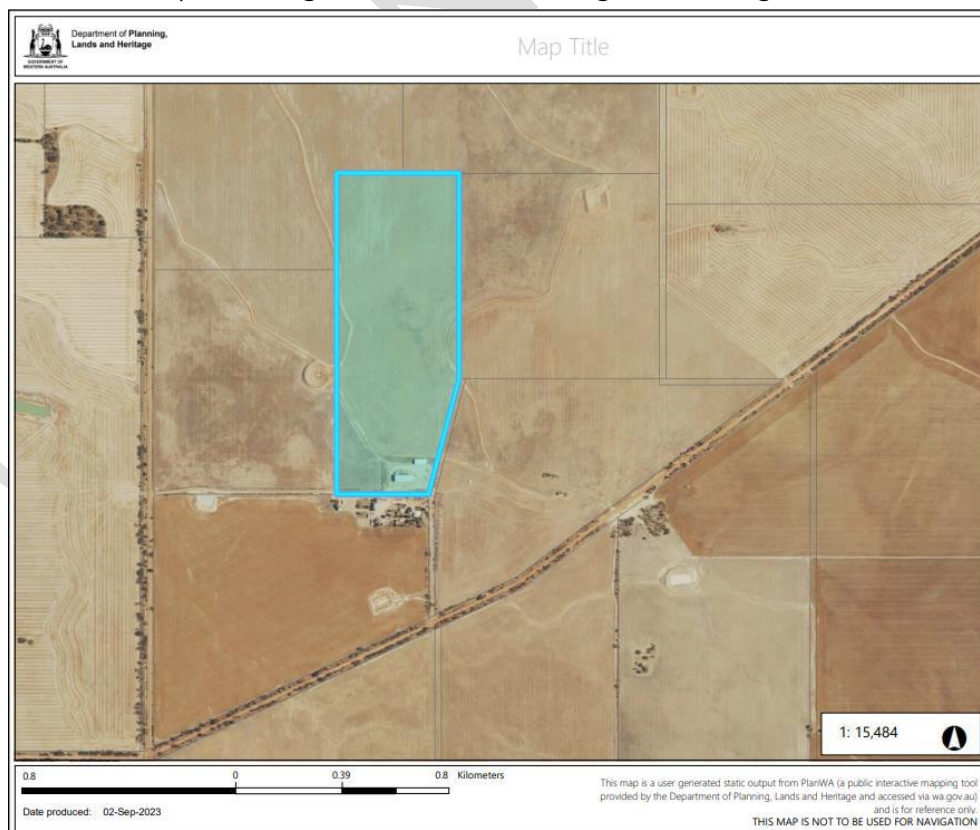 Department of Planning,
Lands and Heritage
GOVERNMENT OF
WESTERN AUSTRALIA
Map Title
1: 15,484
0.8 0 0.39 0.8 Kilometers
Date produced: 02-Sep-2023
This map is a user generated static output from PlanWA (a public interactive mapping tool
provided by the Department of Planning, Lands and Heritage and accessed via wa.gov.au)
and is for reference only.
THIS MAP IS NOT TO BE USED FOR NAVIGATION